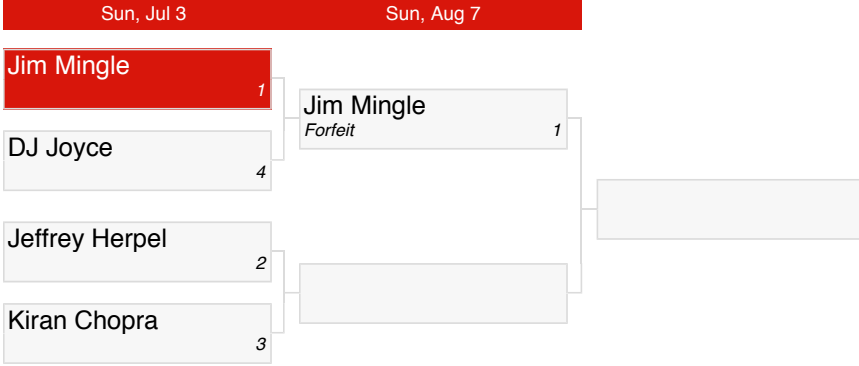 Sun, Jul 3
Sun, Aug 7
Jim Mingle
1
DJ Joyce
4
Jeffrey Herpel
2
Kiran Chopra
3
Jim Mingle
Forfeit 1